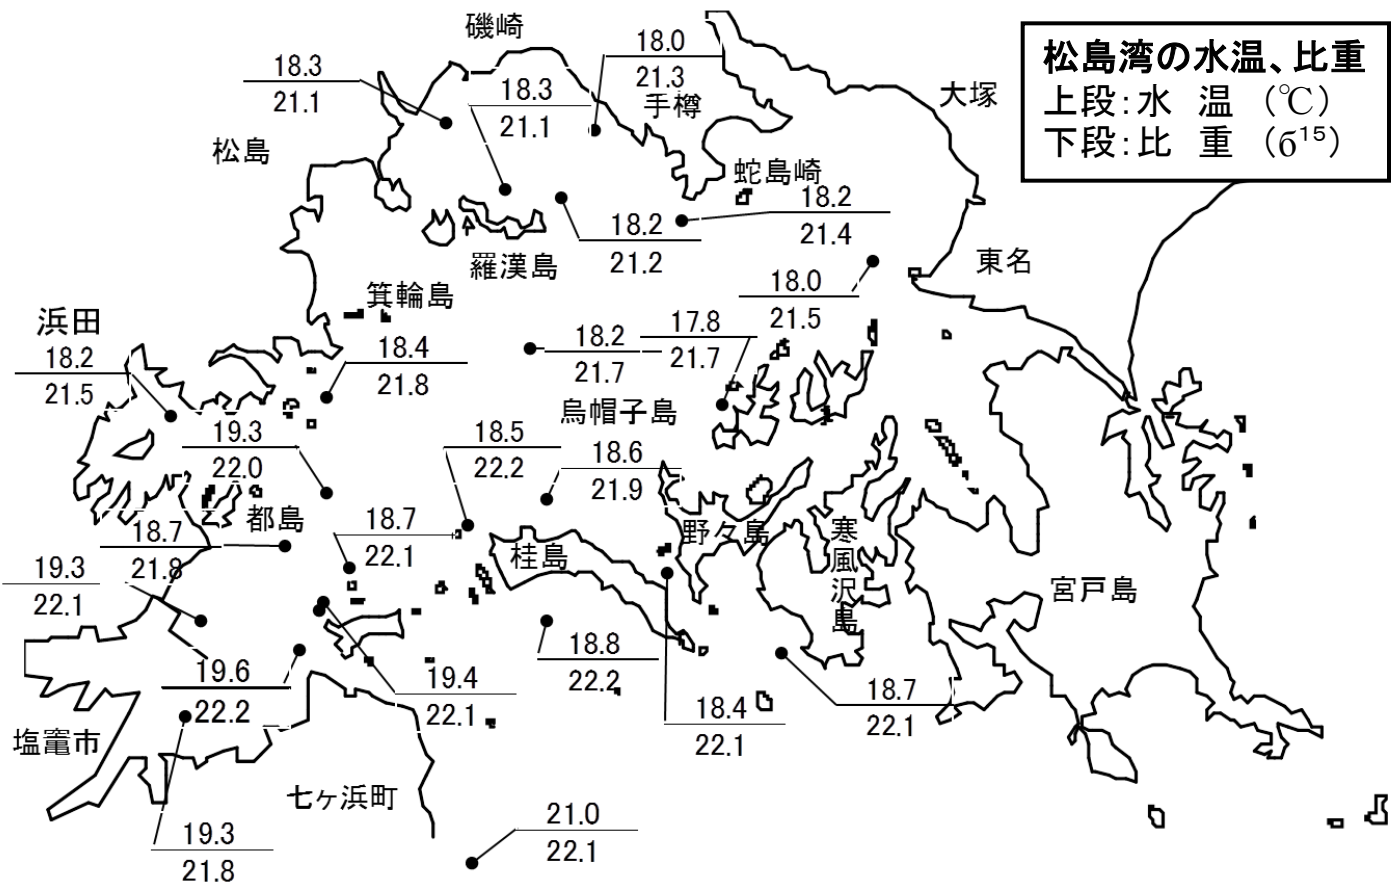 磯崎
18.0
21.3
18.3
21.1
18.3
21.1
手樽
大塚
松島湾の水温、比重
上段:水 温 (℃)
下段:比 重 (б¹⁵)
松島
蛇島崎
18.2
21.4
18.2
21.2
羅漢島
東名
箕輪島
18.0
21.5
浜田
18.2
21.5
18.4
21.8
18.2
21.7
17.8
21.7
烏帽子島
19.3
22.0
18.5
22.2
18.6
21.9
都島
18.7
21.8
18.7
22.1
桂島
野々島
寒風沢島
宮戸島
19.3
22.1
19.6
22.2
19.4
22.1
18.8
22.2
18.4
22.1
18.7
22.1
塩竈市
七ヶ浜町
19.3
21.8
21.0
22.1